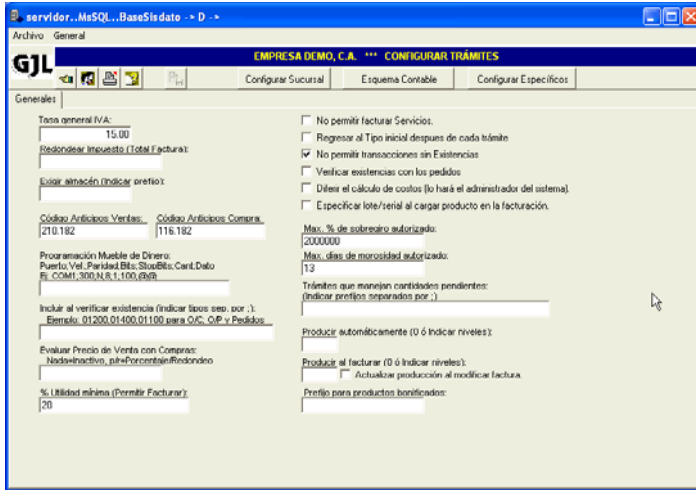 servidor..MsSQL..BaseSisdato -> D ->
Archivo General
GJL
EMPRESA DEMO, C.A. *** CONFIGURAR TRÁMITES
Configurar Sucursal Esquema Contable Configurar Específicos
Generales
Tasa general IVA:
15.00
Redondear Impuesto (Total Factura):
Exigir almacén (Indicar prefijo):
Código Anticipos Ventas: Código Anticipos Compra:
210.182 116.182
Programación Mueble de Dinero:
Puerto,Vel.,Paridad,Bits,StopBits,Cant,Dato
Ej: COM1,300,N,8,1,100,@@
Incluir al verificar existencia (indicar tipos sep. por ;):
Ejemplo: 01200,01400,01100 para O/C, O/P y Pedidos
Evaluar Precio de Venta con Compras:
Nada=Inactivo, p/r=Porcentaje/Redondeo
% Utilidad mínima (Permitir Facturar):
20
No permitir facturar Servicios.
Regresar al Tipo inicial despues de cada trámite
No permitir transacciones sin Existencias
Verificar existencias con los pedidos
Diferir el cálculo de costos (lo hará el administrador del sistema).
Especificar lote/serial al cargar producto en la facturación.
Max. % de sobregiro autorizado:
2000000
Max. días de morosidad autorizado:
13
Trámites que manejan cantidades pendientes:
(Indicar prefijos separados por ;)
Producir automáticamente (0 ó Indicar niveles):
Producir al facturar (0 ó Indicar niveles):
Actualizar producción al modificar factura.
Prefijo para productos bonificados: